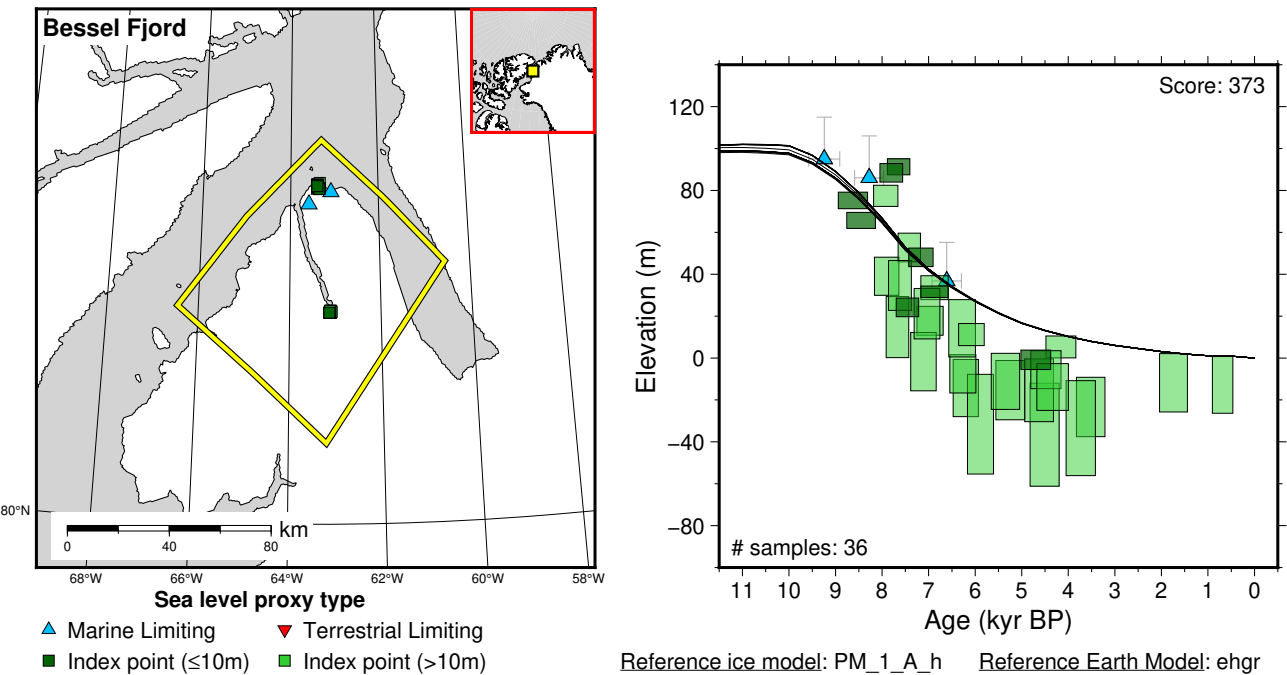 Bessel Fjord
80°N
km
0 40 80
68°W 66°W 64°W 62°W 60°W 58°W
Sea level proxy type
Marine Limiting
Terrestrial Limiting
Index point (≤10m)
Index point (>10m)
Score: 373
120
80
40
0
−40
−80
Elevation (m)
# samples: 36
11 10 9 8 7 6 5 4 3 2 1 0
Age (kyr BP)
Reference ice model: PM_1_A_h
Reference Earth Model: ehgr